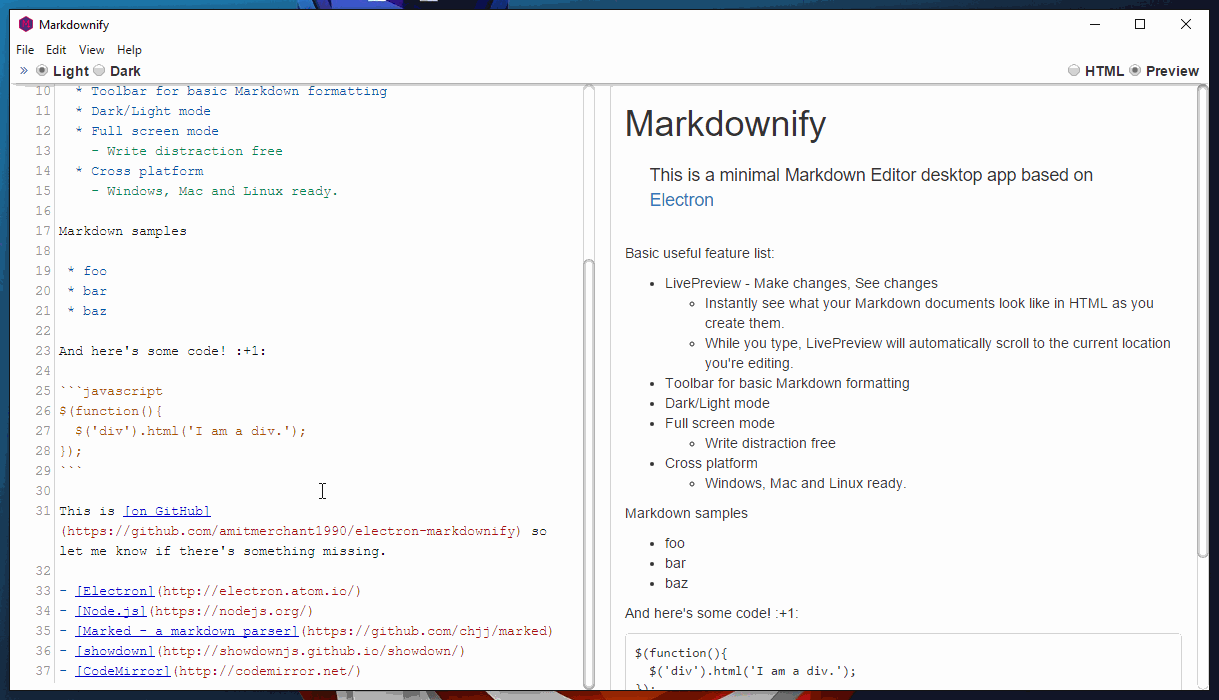 Markdownify
File Edit View Help
» Light Dark HTML Preview
10   * Toolbar for basic Markdown formatting
11   * Dark/Light mode
12   * Full screen mode
13     - Write distraction free
14   * Cross platform
15     - Windows, Mac and Linux ready.
16
17 Markdown samples
18
19  * foo
20  * bar
21  * baz
22
23 And here's some code! :+1:
24
25 ```javascript
26 $(function(){
27   $('div').html('I am a div.');
28 });
29 ```
30
31 This is [on GitHub]
(https://github.com/amitmerchant1990/electron-markdownify) so
let me know if there's something missing.
32
33 - [Electron](http://electron.atom.io/)
34 - [Node.js](https://nodejs.org/)
35 - [Marked - a markdown parser](https://github.com/chjj/marked)
36 - [showdown](http://showdownjs.github.io/showdown/)
37 - [CodeMirror](http://codemirror.net/)
Markdownify
This is a minimal Markdown Editor desktop app based on
Electron
Basic useful feature list:
• LivePreview - Make changes, See changes
◦ Instantly see what your Markdown documents look like in HTML as you
create them.
◦ While you type, LivePreview will automatically scroll to the current location
you're editing.
• Toolbar for basic Markdown formatting
• Dark/Light mode
• Full screen mode
◦ Write distraction free
• Cross platform
◦ Windows, Mac and Linux ready.
Markdown samples
• foo
• bar
• baz
And here's some code! :+1:
$(function(){
  $('div').html('I am a div.');
});